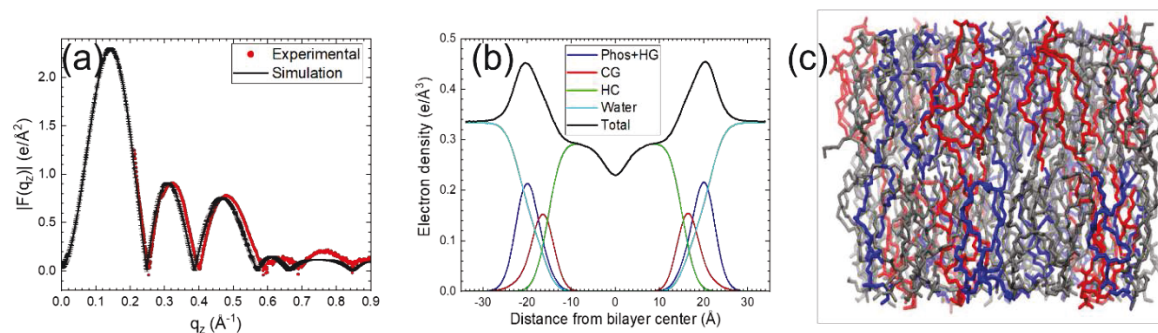 (a)
Experimental
Simulation
|F(q_z)| (e/Å²)
2.0
1.5
1.0
0.5
0.0
0.0 0.1 0.2 0.3 0.4 0.5 0.6 0.7 0.8 0.9
q_z (Å⁻¹)
(b)
Phos+HG
CG
HC
Water
Total
Electron density (e/Å³)
0.5
0.4
0.3
0.2
0.1
0.0
-30 -20 -10 0 10 20 30
Distance from bilayer center (Å)
(c)